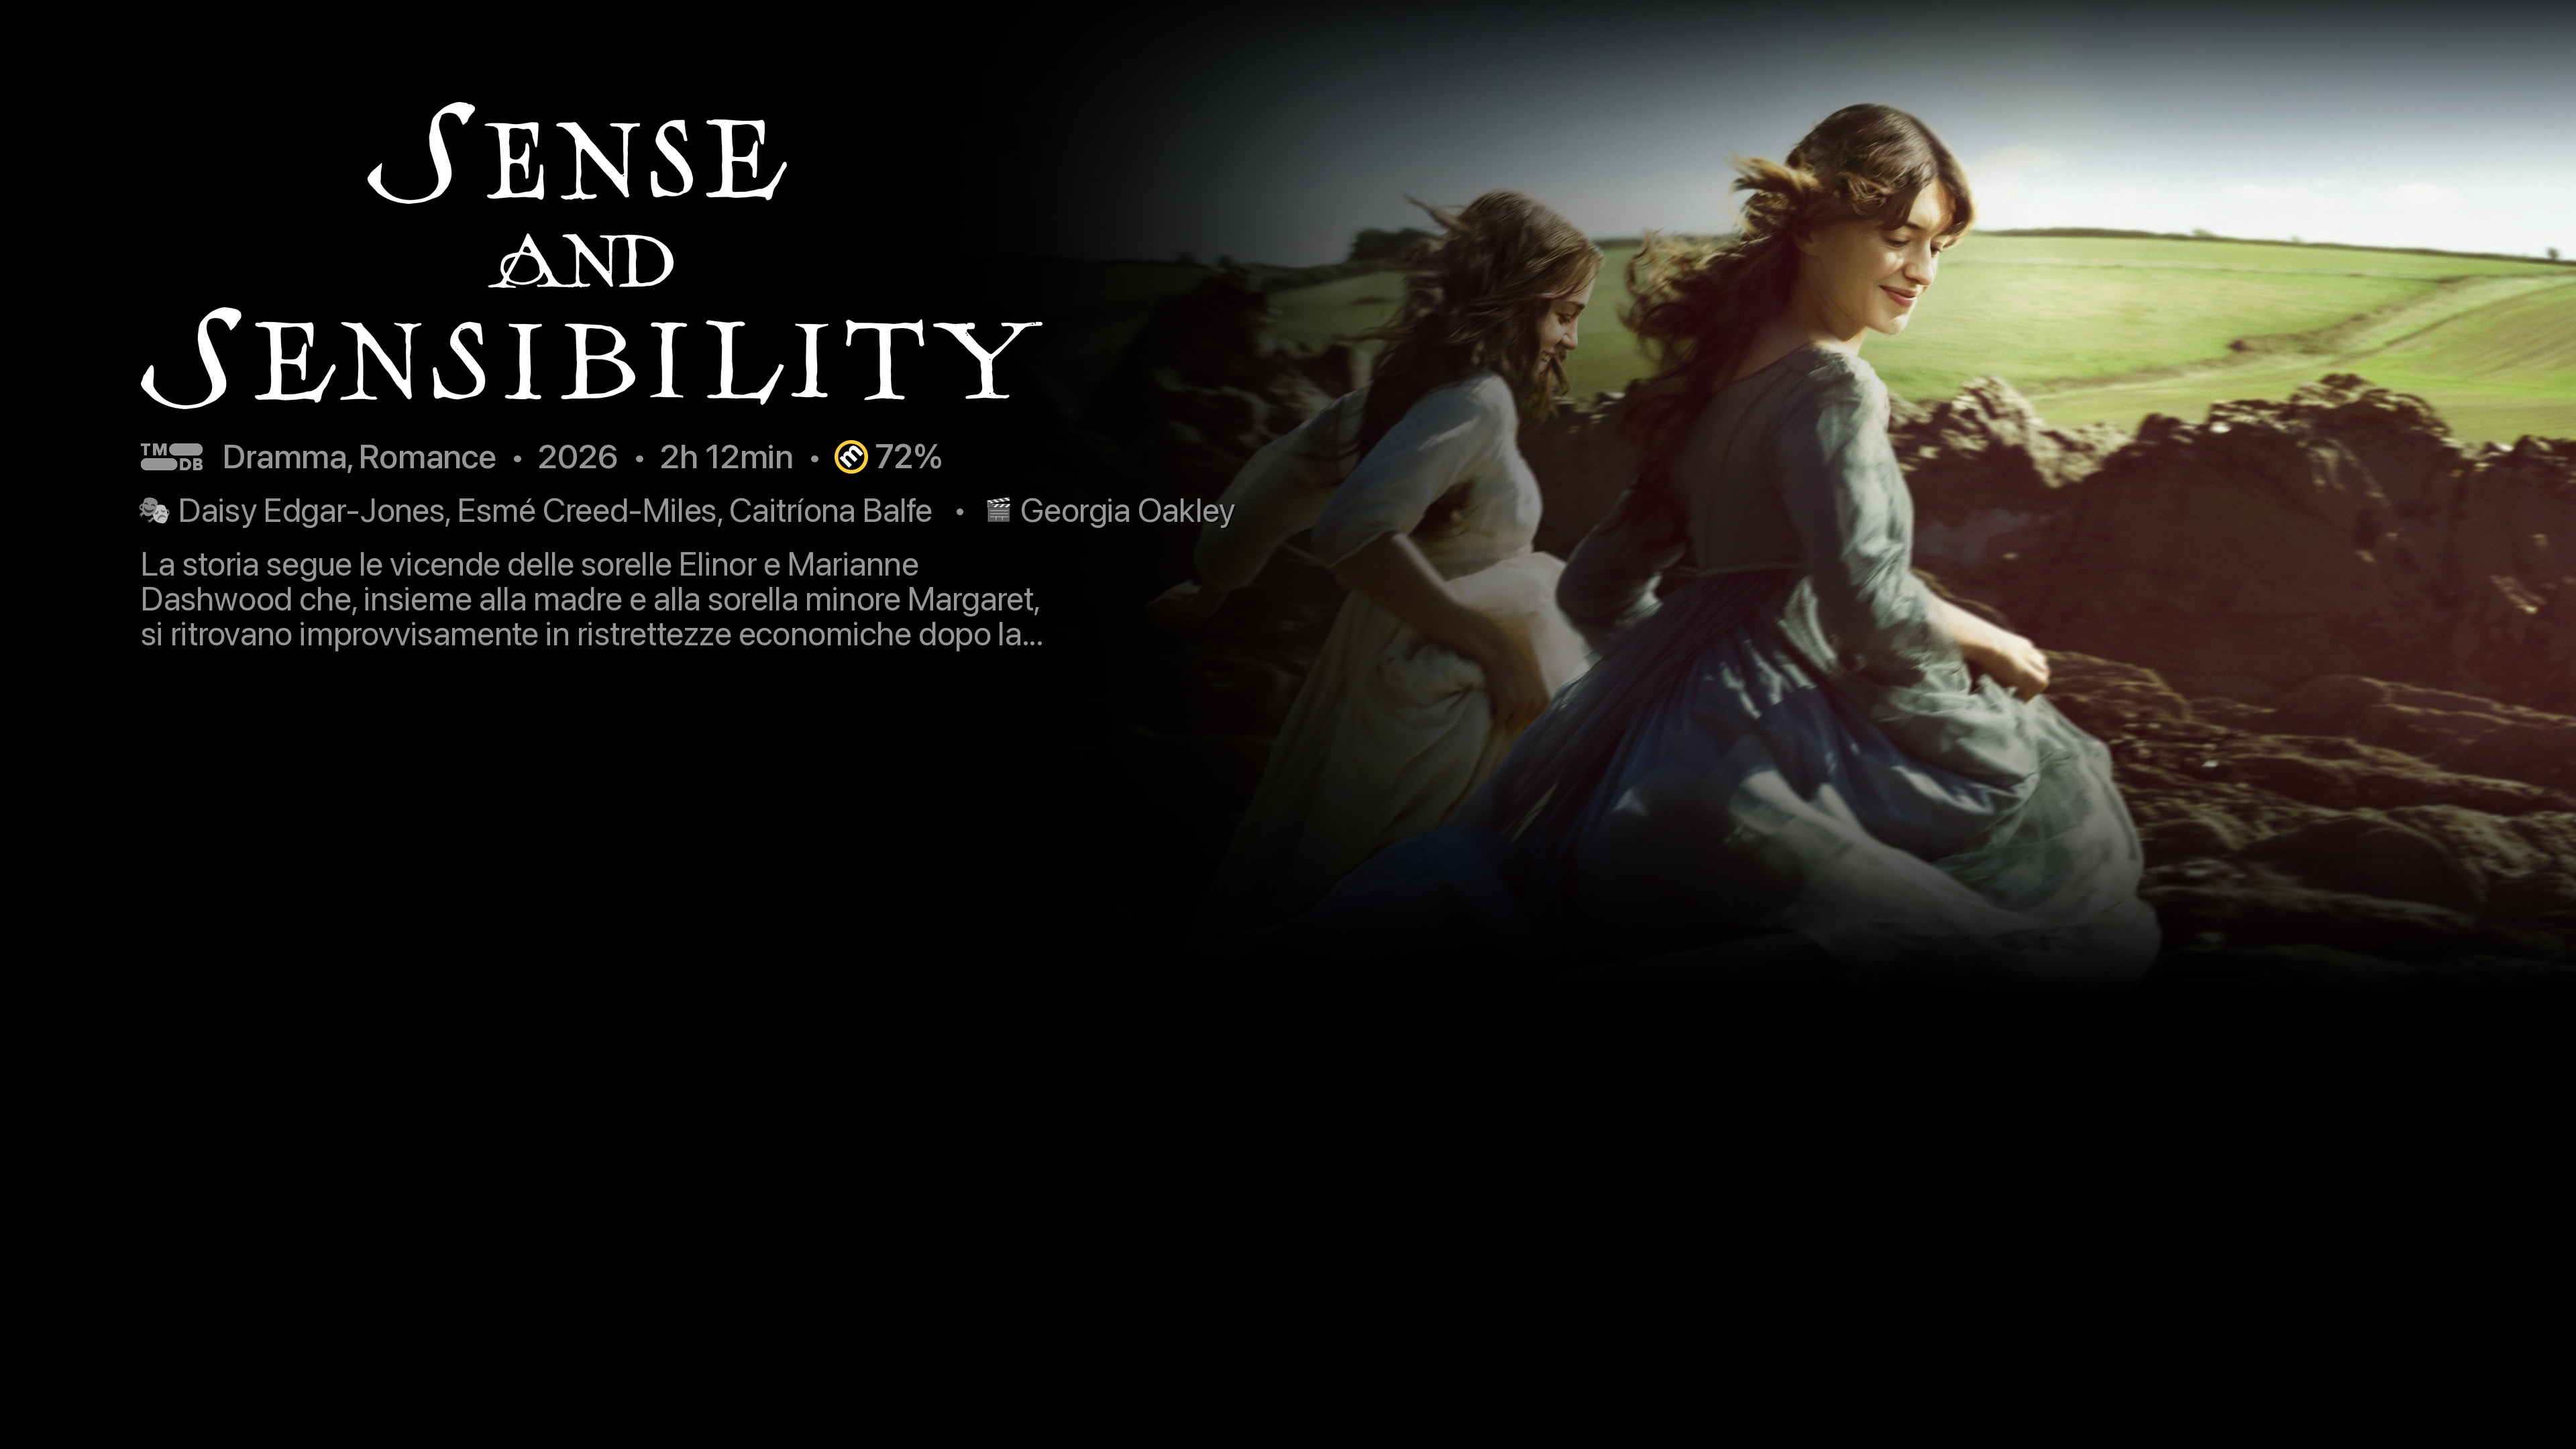 SENSE
AND
SENSIBILITY
TMDB Dramma, Romance • 2026 • 2h 12min • m 72%
Daisy Edgar-Jones, Esmé Creed-Miles, Caitríona Balfe • Georgia Oakley
La storia segue le vicende delle sorelle Elinor e Marianne
Dashwood che, insieme alla madre e alla sorella minore Margaret,
si ritrovano improvvisamente in ristrettezze economiche dopo la...